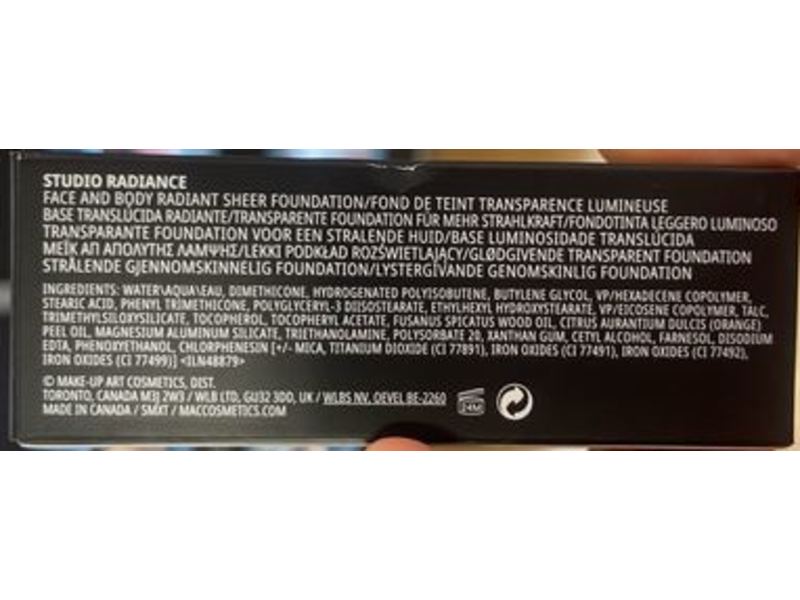 STUDIO RADIANCE
FACE AND BODY RADIANT SHEER FOUNDATION/FOND DE TEINT TRANSPARENCE LUMINEUSE
BASE TRANSLÚCIDA RADIANTE/TRANSPARENTE FOUNDATION FÜR MEHR STRAHLKRAFT/FONDOTINTA LEGGERO LUMINOSO
TRANSPARANTE FOUNDATION VOOR EEN STRALENDE HUID/BASE LUMINOSIDADE TRANSLÚCIDA
ΜΕΪΚ ΑΠ ΑΠΟΛΥΤΗΣ ΛΑΜΨΗΣ/LEKKI PODKŁAD ROZŚWIETLAJĄCY/GLØDGIVENDE TRANSPARENT FOUNDATION
STRÅLENDE GJENNOMSKINNELIG FOUNDATION/LYSTERGIVANDE GENOMSKINLIG FOUNDATION
INGREDIENTS: WATER\AQUA\EAU, DIMETHICONE, HYDROGENATED POLYISOBUTENE, BUTYLENE GLYCOL, VP/HEXADECENE COPOLYMER,
STEARIC ACID, PHENYL TRIMETHICONE, POLYGLYCERYL-3 DIISOSTEARATE, ETHYLHEXYL HYDROXYSTEARATE, VP/EICOSENE COPOLYMER, TALC,
TRIMETHYLSILOXYSILICATE, TOCOPHEROL, TOCOPHERYL ACETATE, FUSANUS SPICATUS WOOD OIL, CITRUS AURANTIUM DULCIS (ORANGE)
PEEL OIL, MAGNESIUM ALUMINUM SILICATE, TRIETHANOLAMINE, POLYSORBATE 20, XANTHAN GUM, CETYL ALCOHOL, FARNESOL, DISODIUM
EDTA, PHENOXYETHANOL, CHLORPHENESIN [+/- MICA, TITANIUM DIOXIDE (CI 77891), IRON OXIDES (CI 77491), IRON OXIDES (CI 77492),
IRON OXIDES (CI 77499)] <ILN48879>
© MAKE-UP ART COSMETICS, DIST.
TORONTO, CANADA M3J 2W3 / WLB LTD, GU32 3DD, UK / WLBS NV, OEVEL BE-2260
MADE IN CANADA / SMXT / MACCOSMETICS.COM
24M